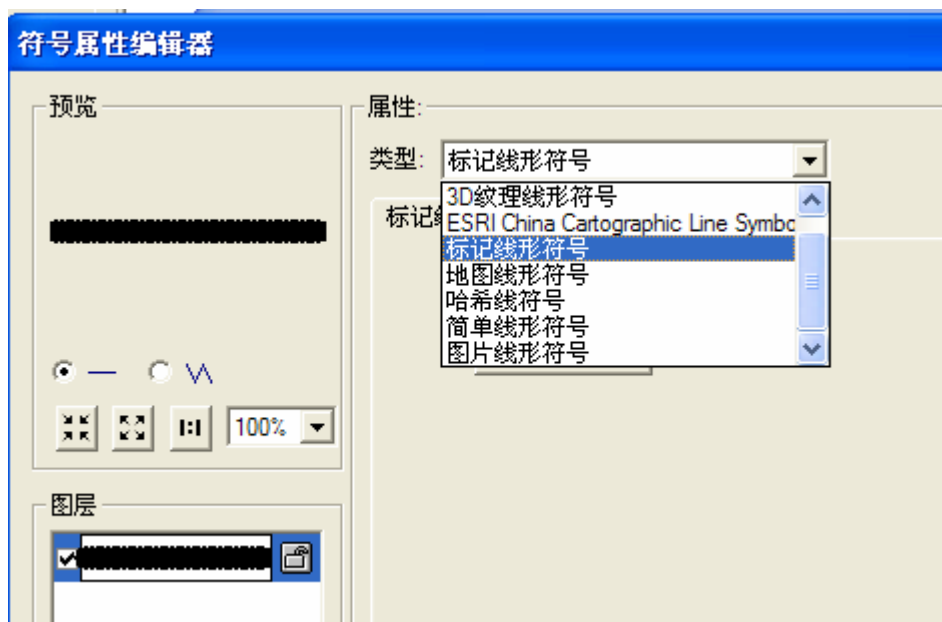 符号属性编辑器
预览
属性:
类型: 标记线形符号
3D纹理线形符号
标记
ESRI China Cartographic Line Symbo
标记线形符号
地图线形符号
哈希线符号
简单线形符号
图片线形符号
100%
图层